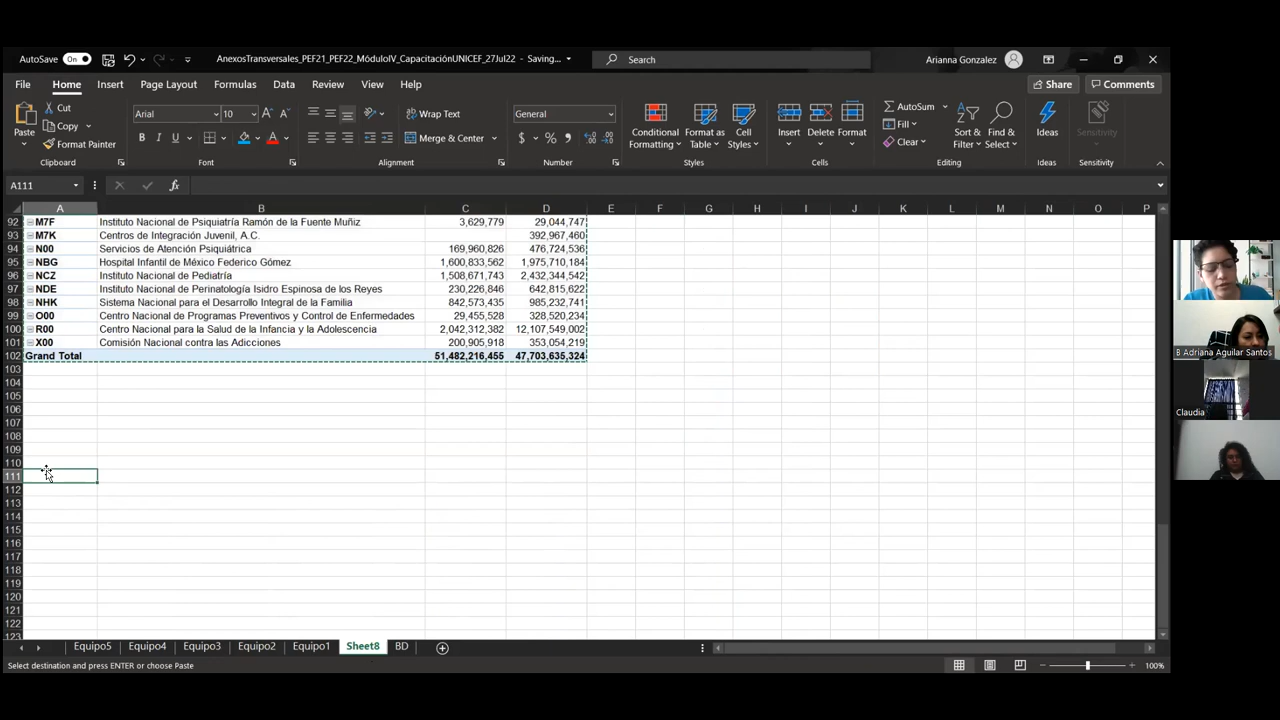 AutoSave On AnexosTransversales_PEF21_PEF22_MóduloIV_CapacitaciónUNICEF_27Jul22 - Saving... Search Arianna Gonzalez
File Home Insert Page Layout Formulas Data Review View Help Share Comments
Paste Cut Copy Format Painter Clipboard
Arial 10 B I U A Font
Wrap Text Merge & Center Alignment
General $ % , Number
Conditional Formatting Format as Table Cell Styles Styles
Insert Delete Format Cells
AutoSum Fill Clear Sort & Filter Find & Select Editing
Ideas Ideas
Sensitivity Sensitivity
A111 fx
A B C D E F G H I J K L M N O P
92 M7F Instituto Nacional de Psiquiatría Ramón de la Fuente Muñiz 3,629,779 29,044,747
93 M7K Centros de Integración Juvenil, A.C. 392,967,460
94 N00 Servicios de Atención Psiquiátrica 169,960,826 476,724,536
95 NBG Hospital Infantil de México Federico Gómez 1,600,833,562 1,975,710,184
96 NCZ Instituto Nacional de Pediatría 1,508,671,743 2,432,344,542
97 NDE Instituto Nacional de Perinatología Isidro Espinosa de los Reyes 230,226,846 642,815,622
98 NHK Sistema Nacional para el Desarrollo Integral de la Familia 842,573,435 985,232,741
99 O00 Centro Nacional de Programas Preventivos y Control de Enfermedades 29,455,528 328,520,234
100 R00 Centro Nacional para la Salud de la Infancia y la Adolescencia 2,042,312,382 12,107,549,002
101 X00 Comisión Nacional contra las Adicciones 200,905,918 353,054,219
102 Grand Total 51,482,216,455 47,703,635,324
103
104
105
106
107
108
109
110
111
112
113
114
115
116
117
118
119
120
121
122
123
Equipo5 Equipo4 Equipo3 Equipo2 Equipo1 Sheet8 BD
Select destination and press ENTER or choose Paste 100%
B Adriana Aguilar Santos
Claudia